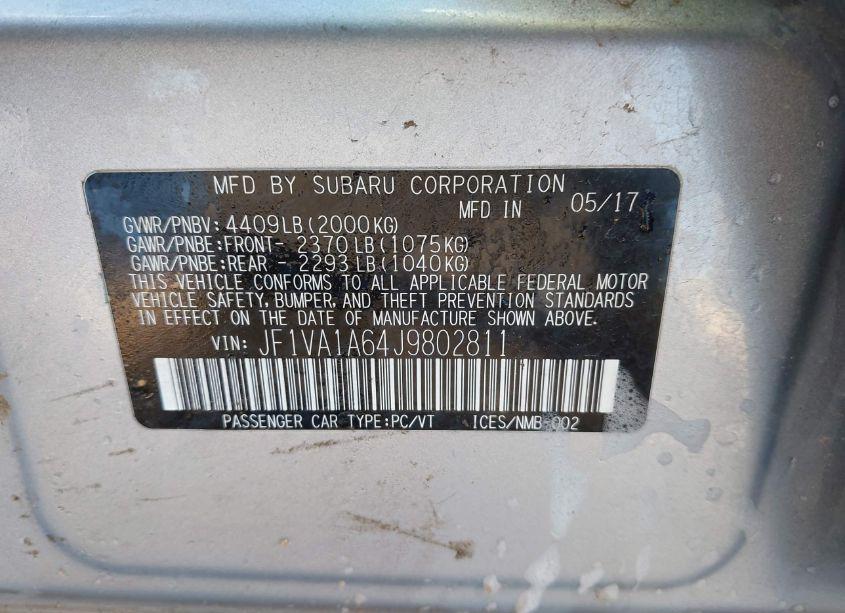 MFD BY SUBARU CORPORATION
MFD IN 05/17
GVWR/PNBV: 4409LB(2000KG)
GAWR/PNBE:FRONT- 2370LB(1075KG)
GAWR/PNBE:REAR - 2293LB(1040KG)
THIS VEHICLE CONFORMS TO ALL APPLICABLE FEDERAL MOTOR
VEHICLE SAFETY, BUMPER, AND THEFT PREVENTION STANDARDS
IN EFFECT ON THE DATE OF MANUFACTURE SHOWN ABOVE.
VIN: JF1VA1A64J9802811
PASSENGER CAR TYPE:PC/VT ICES/NMB-002